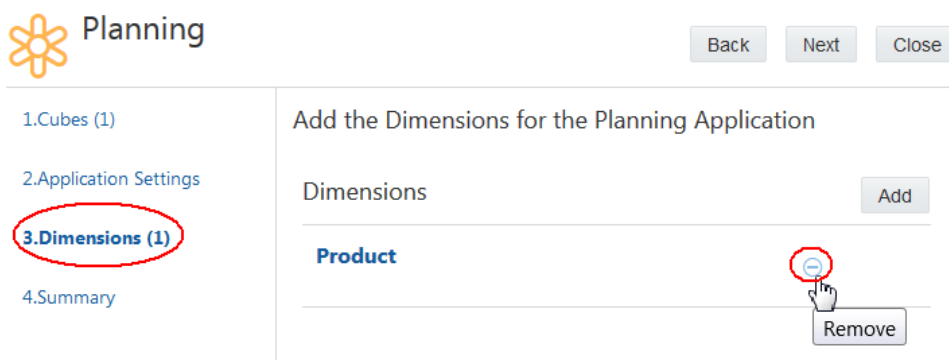 Planning
Back Next Close
1.Cubes (1)
2.Application Settings
3.Dimensions (1)
4.Summary
Add the Dimensions for the Planning Application
Dimensions
Add
Product
Remove